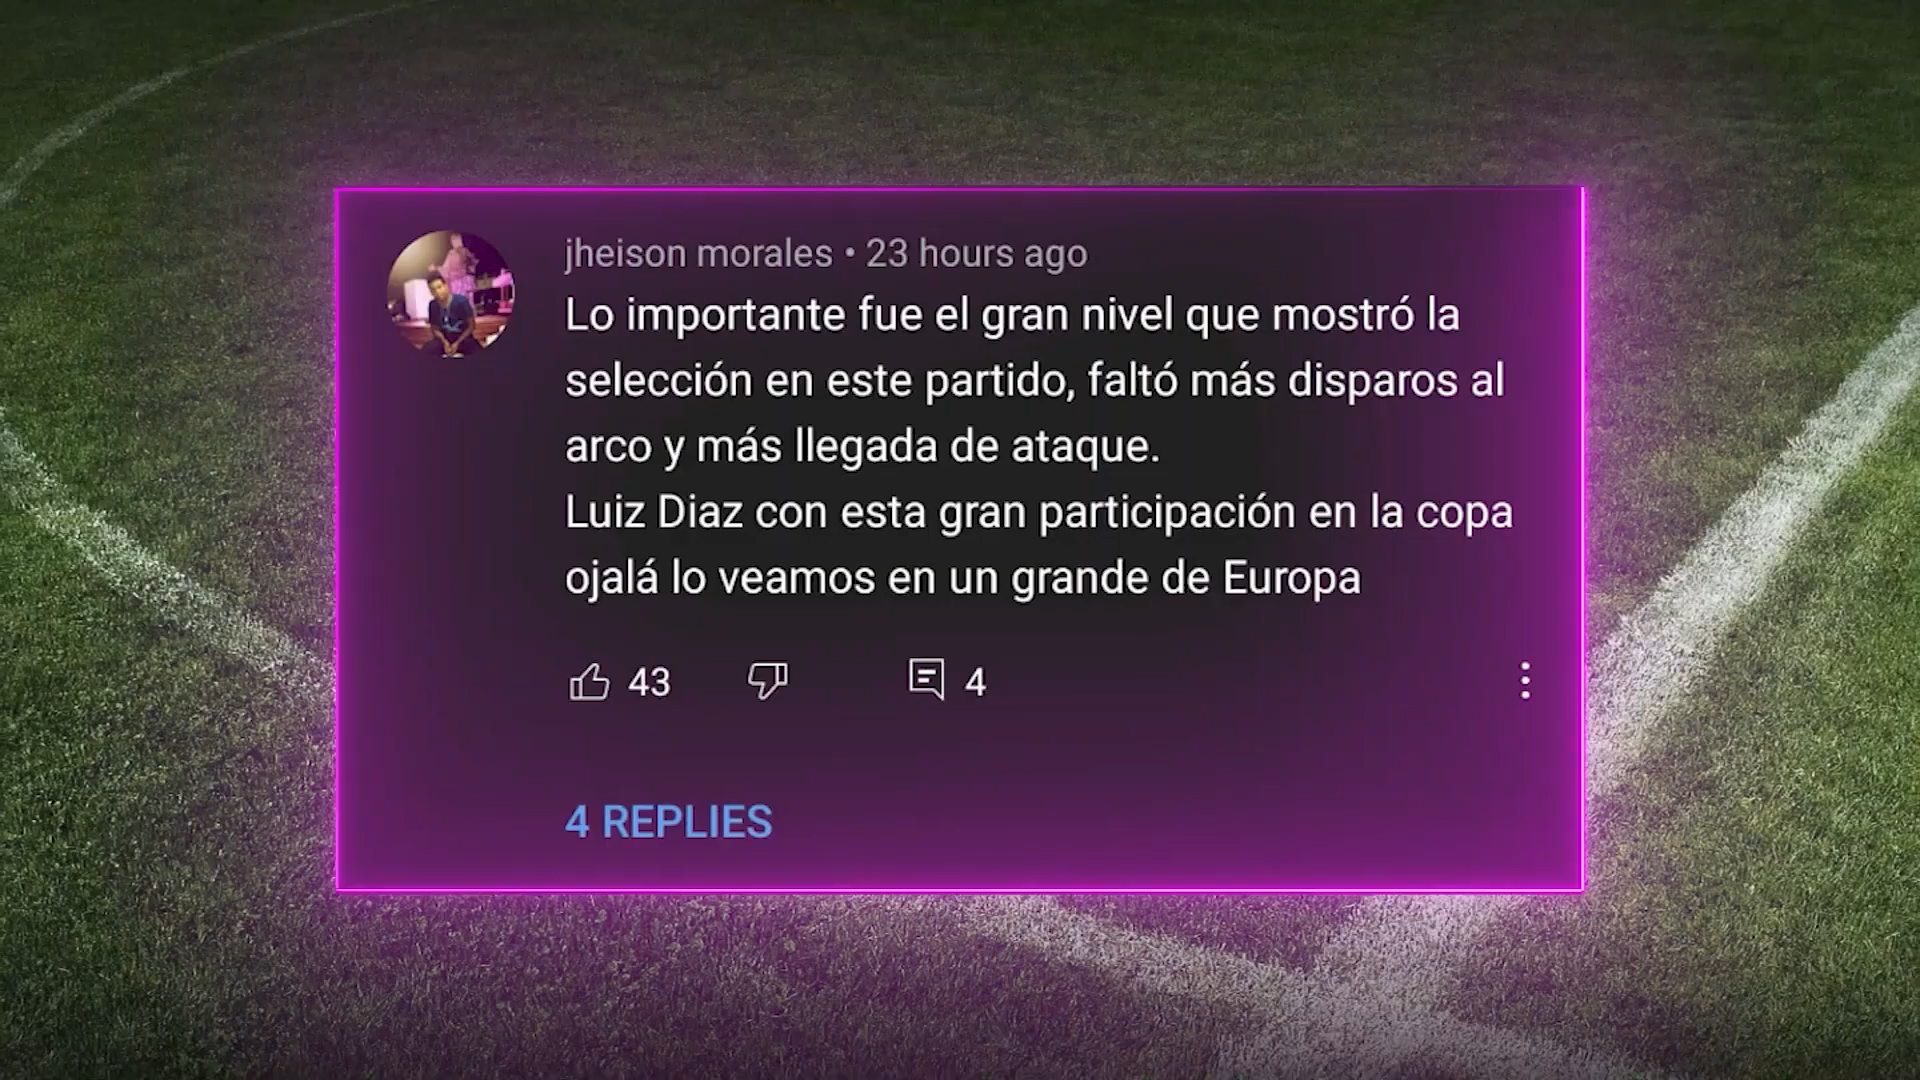 jheison morales • 23 hours ago
Lo importante fue el gran nivel que mostró la
selección en este partido, faltó más disparos al
arco y más llegada de ataque.
Luiz Diaz con esta gran participación en la copa
ojalá lo veamos en un grande de Europa
43 4
4 REPLIES